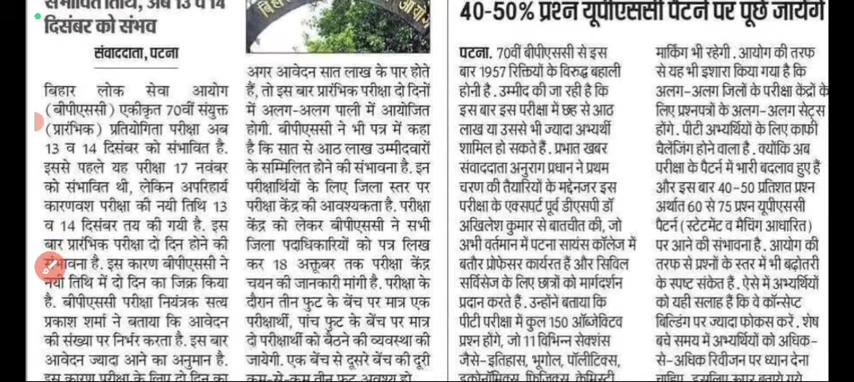 संभावित तिथि, अब 13 व 14
दिसंबर को संभव
संवाददाता, पटना
बिहार लोक सेवा आयोग
(बीपीएससी) एकीकृत 70वीं संयुक्त
(प्रारंभिक) प्रतियोगिता परीक्षा अब
13 व 14 दिसंबर को संभावित है.
इससे पहले यह परीक्षा 17 नवंबर
को संभावित थी, लेकिन अपरिहार्य
कारणवश परीक्षा की नयी तिथि 13
व 14 दिसंबर तय की गयी है. इस
बार प्रारंभिक परीक्षा दो दिन होने की
संभावना है. इस कारण बीपीएससी ने
नयी तिथि में दो दिन का जिक्र किया
है. बीपीएससी परीक्षा नियंत्रक सत्य
प्रकाश शर्मा ने बताया कि आवेदन
की संख्या पर निर्भर करता है. इस बार
आवेदन ज्यादा आने का अनुमान है.
इस कारण परीक्षा के लिए दो दिन का
अगर आवेदन सात लाख के पार होते
हैं, तो इस बार प्रारंभिक परीक्षा दो दिनों
में अलग-अलग पाली में आयोजित
होगी. बीपीएससी ने भी पत्र में कहा
है कि सात से आठ लाख उम्मीदवारों
के सम्मिलित होने की संभावना है. इन
परीक्षार्थियों के लिए जिला स्तर पर
परीक्षा केंद्र की आवश्यकता है. परीक्षा
केंद्र को लेकर बीपीएससी ने सभी
जिला पदाधिकारियों को पत्र लिख
कर 18 अक्तूबर तक परीक्षा केंद्र
चयन की जानकारी मांगी है. परीक्षा के
दौरान तीन फुट के बेंच पर मात्र एक
परीक्षार्थी, पांच फुट के बेंच पर मात्र
दो परीक्षार्थी को बैठने की व्यवस्था की
जायेगी. एक बेंच से दूसरे बेंच की दूरी
कम-से-कम तीन फुट अवश्य हो
40-50% प्रश्न यूपीएससी पैटर्न पर पूछे जायेंगे
पटना. 70वीं बीपीएससी से इस
बार 1957 रिक्तियों के विरुद्ध बहाली
होनी है. उम्मीद की जा रही है कि
इस बार इस परीक्षा में छह से आठ
लाख या उससे भी ज्यादा अभ्यर्थी
शामिल हो सकते हैं. प्रभात खबर
संवाददाता अनुराग प्रधान ने प्रथम
चरण की तैयारियों के मद्देनजर इस
परीक्षा के एक्सपर्ट पूर्व डीएसपी डॉ
अखिलेश कुमार से बातचीत की, जो
अभी वर्तमान में पटना सायंस कॉलेज में
बतौर प्रोफेसर कार्यरत हैं और सिविल
सर्विसेज के लिए छात्रों को मार्गदर्शन
प्रदान करते हैं. उन्होंने बताया कि
पीटी परीक्षा में कुल 150 ऑब्जेक्टिव
प्रश्न होंगे, जो 11 विभिन्न सेक्शंस
जैसे-इतिहास, भूगोल, पॉलीटिक्स,
इकोनॉमिक्स, फिजिक्स, केमिस्ट्री
मार्किंग भी रहेगी. आयोग की तरफ
से यह भी इशारा किया गया है कि
अलग-अलग जिलों के परीक्षा केंद्रों के
लिए प्रश्नपत्रों के अलग-अलग सेट्स
होंगे. पीटी अभ्यर्थियों के लिए काफी
चैलेंजिंग होने वाला है. क्योंकि अब
परीक्षा के पैटर्न में भारी बदलाव हुए हैं
और इस बार 40-50 प्रतिशत प्रश्न
अर्थात 60 से 75 प्रश्न यूपीएससी
पैटर्न (स्टेटमेंट व मैचिंग आधारित)
पर आने की संभावना है. आयोग की
तरफ से प्रश्नों के स्तर में भी बढ़ोतरी
के स्पष्ट संकेत हैं. ऐसे में अभ्यर्थियों
को यही सलाह हैं कि वे कॉन्सेप्ट
बिल्डिंग पर ज्यादा फोकस करें. शेष
बचे समय में अभ्यर्थियों को अधिक-
से-अधिक रिवीजन पर ध्यान देना
चाहिए. इसलिए